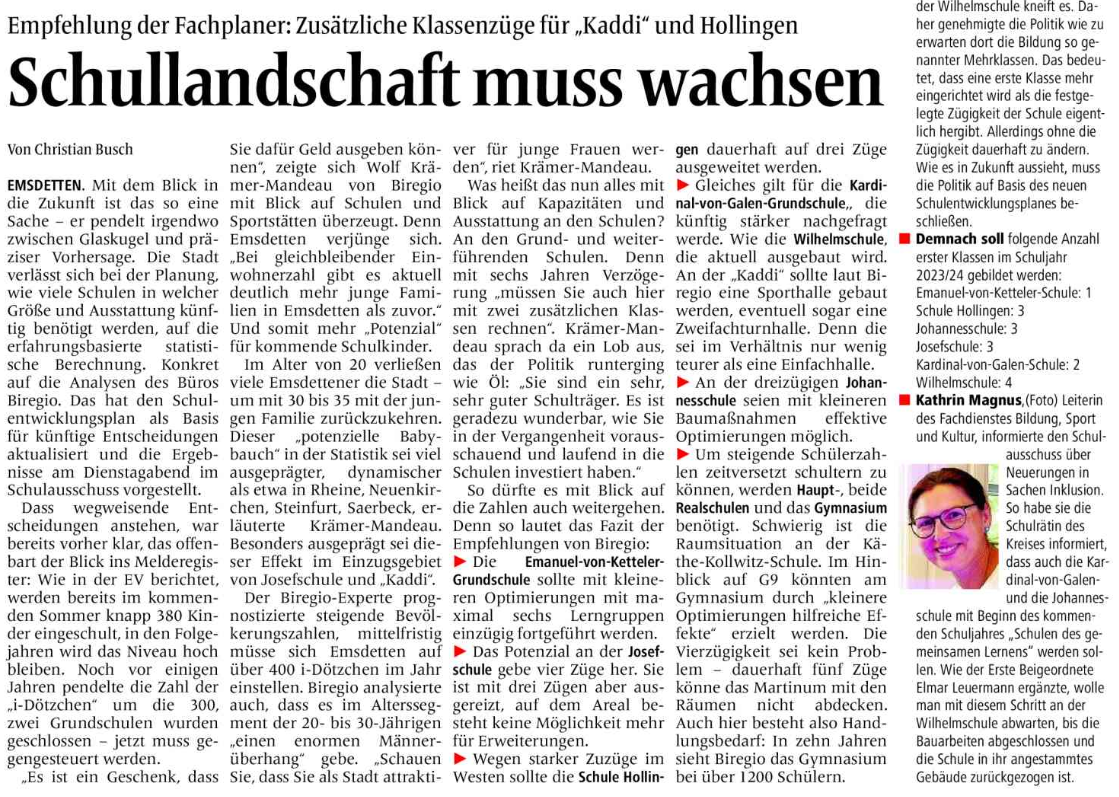 Empfehlung der Fachplaner: Zusätzliche Klassenzüge für „Kaddi“ und Hollingen
Schullandschaft muss wachsen
Von Christian Busch
EMSDETTEN. Mit dem Blick in
die Zukunft ist das so eine
Sache – er pendelt irgendwo
zwischen Glaskugel und prä-
ziser Vorhersage. Die Stadt
verlässt sich bei der Planung,
wie viele Schulen in welcher
Größe und Ausstattung künf-
tig benötigt werden, auf die
erfahrungsbasierte statisti-
sche Berechnung. Konkret
auf die Analysen des Büros
Biregio. Das hat den Schul-
entwicklungsplan als Basis
für künftige Entscheidungen
aktualisiert und die Ergeb-
nisse am Dienstagabend im
Schulausschuss vorgestellt.
Dass wegweisende Ent-
scheidungen anstehen, war
bereits vorher klar, das offen-
bart der Blick ins Melderegis-
ter: Wie in der EV berichtet,
werden bereits im kommen-
den Sommer knapp 380 Kin-
der eingeschult, in den Folge-
jahren wird das Niveau hoch
bleiben. Noch vor einigen
Jahren pendelte die Zahl der
„i-Dötzchen“ um die 300,
zwei Grundschulen wurden
geschlossen – jetzt muss ge-
gengesteuert werden.
„Es ist ein Geschenk, dass
Sie dafür Geld ausgeben kön-
nen“, zeigte sich Wolf Krä-
mer-Mandeau von Biregio
mit Blick auf Schulen und
Sportstätten überzeugt. Denn
Emsdetten verjünge sich.
„Bei gleichbleibender Ein-
wohnerzahl gibt es aktuell
deutlich mehr junge Fami-
lien in Emsdetten als zuvor.“
Und somit mehr „Potenzial“
für kommende Schulkinder.
Im Alter von 20 verließen
viele Emsdettener die Stadt –
um mit 30 bis 35 mit der jun-
gen Familie zurückzukehren.
Dieser „potenzielle Baby-
bauch“ in der Statistik sei viel
ausgeprägter, dynamischer
als etwa in Rheine, Neuenkir-
chen, Steinfurt, Saerbeck, er-
läuterte Krämer-Mandeau.
Besonders ausgeprägt sei die-
ser Effekt im Einzugsgebiet
von Josefschule und „Kaddi“.
Der Biregio-Experte prog-
nostizierte steigende Bevöl-
kerungszahlen, mittelfristig
müsse sich Emsdetten auf
über 400 i-Dötzchen im Jahr
einstellen. Biregio analysierte
auch, dass es im Alterssseg-
ment der 20- bis 30-Jährigen
„einen enormen Männer-
überhang“ gebe. „Schauen
Sie, dass Sie als Stadt attrakti-
ver für junge Frauen wer-
den“, riet Krämer-Mandeau.
Was heißt das nun alles mit
Blick auf Kapazitäten und
Ausstattung an den Schulen?
An den Grund- und weiter-
führenden Schulen. Denn
mit sechs Jahren Verzöge-
rung „müssen Sie auch hier
mit zwei zusätzlichen Klas-
sen rechnen“. Krämer-Man-
deau sprach da ein Lob aus,
das der Politik runterging
wie Öl: „Sie sind ein sehr,
sehr guter Schulträger. Es ist
geradezu wunderbar, wie Sie
in der Vergangenheit voraus-
schauend und laufend in die
Schulen investiert haben.“
So dürfte es mit Blick auf
die Zahlen auch weitergehen.
Denn so lautet das Fazit der
Empfehlungen von Biregio:
► Die Emanuel-von-Ketteler-
Grundschule sollte mit kleine-
ren Optimierungen mit ma-
ximal sechs Lerngruppen
einzügig fortgeführt werden.
► Das Potenzial an der Josef-
schule gebe vier Züge her. Sie
ist mit drei Zügen aber aus-
gereizt, auf dem Areal be-
steht keine Möglichkeit mehr
für Erweiterungen.
► Wegen starker Zuzüge im
Westen sollte die Schule Hollin-
gen dauerhaft auf drei Züge
ausgeweitet werden.
► Gleiches gilt für die Kardi-
nal-von-Galen-Grundschule„ die
künftig stärker nachgefragt
werde. Wie die Wilhelmschule,
die aktuell ausgebaut wird.
An der „Kaddi“ sollte laut Bi-
regio eine Sporthalle gebaut
werden, eventuell sogar eine
Zweifachturnhalle. Denn die
sei im Verhältnis nur wenig
teurer als eine Einfachhalle.
► An der dreizügigen Johan-
nesschule seien mit kleineren
Baumaßnahmen effektive
Optimierungen möglich.
► Um steigende Schülerzah-
len zeitversetzt schultern zu
können, werden Haupt-, beide
Realschulen und das Gymnasium
benötigt. Schwierig ist die
Raumsituation an der Kä-
the-Kollwitz-Schule. Im Hin-
blick auf G9 könnten am
Gymnasium durch „kleinere
Optimierungen hilfreiche Ef-
fekte“ erzielt werden. Die
Vierzügigkeit sei kein Prob-
lem – dauerhaft fünf Züge
könne das Martinum mit den
Räumen nicht abdecken.
Auch hier besteht also Hand-
lungsbedarf: In zehn Jahren
sieht Biregio das Gymnasium
bei über 1200 Schülern.
der Wilhelmschule kneift es. Da-
her genehmigte die Politik wie zu
erwarten dort die Bildung so ge-
nannter Mehrklassen. Das bedeu-
tet, dass eine erste Klasse mehr
eingerichtet wird als die festge-
legte Zügigkeit der Schule eigent-
lich hergibt. Allerdings ohne die
Zügigkeit dauerhaft zu ändern.
Wie es in Zukunft aussieht, muss
die Politik auf Basis des neuen
Schulentwicklungsplanes be-
schließen.
■ Demnach soll folgende Anzahl
erster Klassen im Schuljahr
2023/24 gebildet werden:
Emanuel-von-Ketteler-Schule: 1
Schule Hollingen: 3
Johannesschule: 3
Josefschule: 3
Kardinal-von-Galen-Schule: 2
Wilhelmschule: 4
■ Kathrin Magnus,(Foto) Leiterin
des Fachdienstes Bildung, Sport
und Kultur, informierte den Schul-
ausschuss über
Neuerungen in
Sachen Inklusion.
So habe sie die
Schulrätin des
Kreises informiert,
dass auch die Kar-
dinal-von-Galen-
und die Johannes-
schule mit Beginn des kommen-
den Schuljahres „Schulen des ge-
meinsamen Lernens“ werden sol-
len. Wie der Erste Beigeordnete
Elmar Leuermann ergänzte, wolle
man mit diesem Schritt an der
Wilhelmschule abwarten, bis die
Bauarbeiten abgeschlossen und
die Schule in ihr angestammtes
Gebäude zurückgezogen ist.